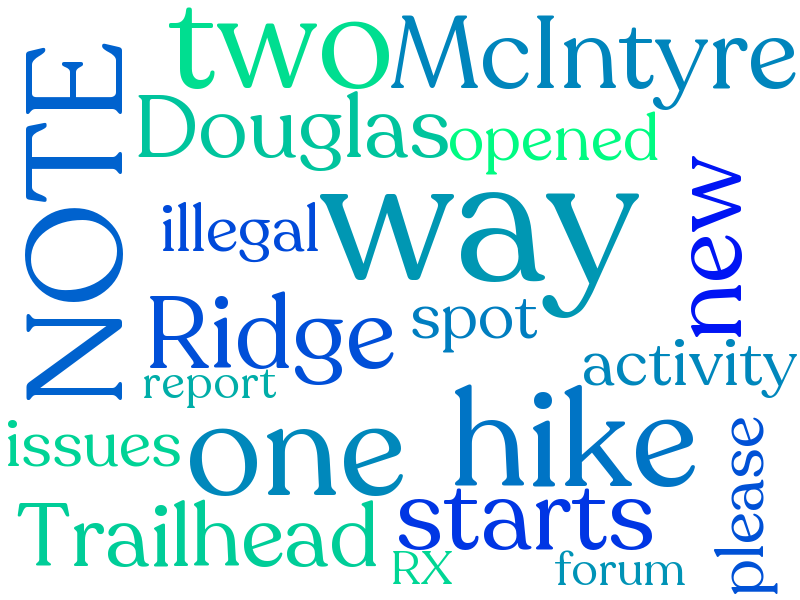 two
McIntyre
NOTE
Douglas
opened
new
illegal
way
Ridge
spot
activity
report
hike
issues
one
please
Trailhead
starts
RX
forum